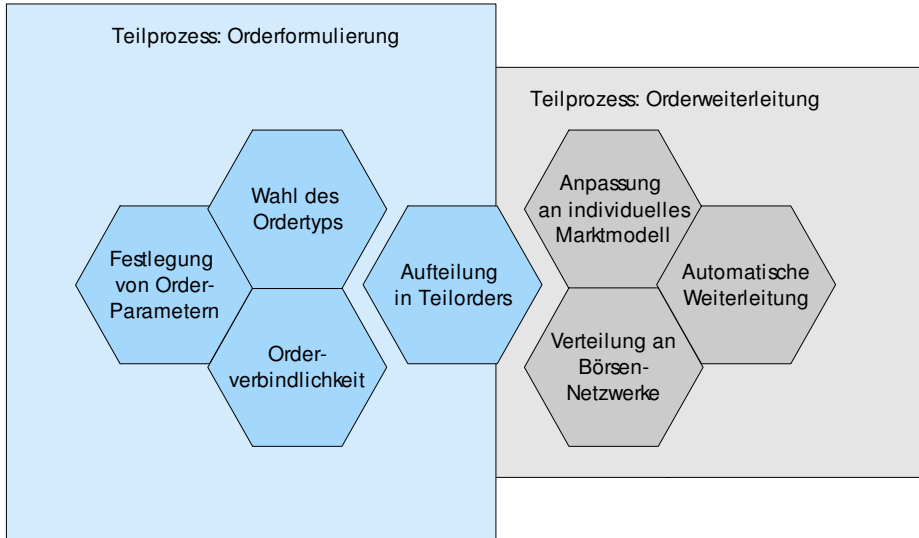 Teilprozess: Orderformulierung
Teilprozess: Orderweiterleitung
Festlegung
von Order-
Parametern
Wahl des
Ordertyps
Order-
verbindlichkeit
Aufteilung
in Teilorders
Anpassung
an individuelles
Marktmodell
Verteilung an
Börsen-
Netzwerke
Automatische
Weiterleitung